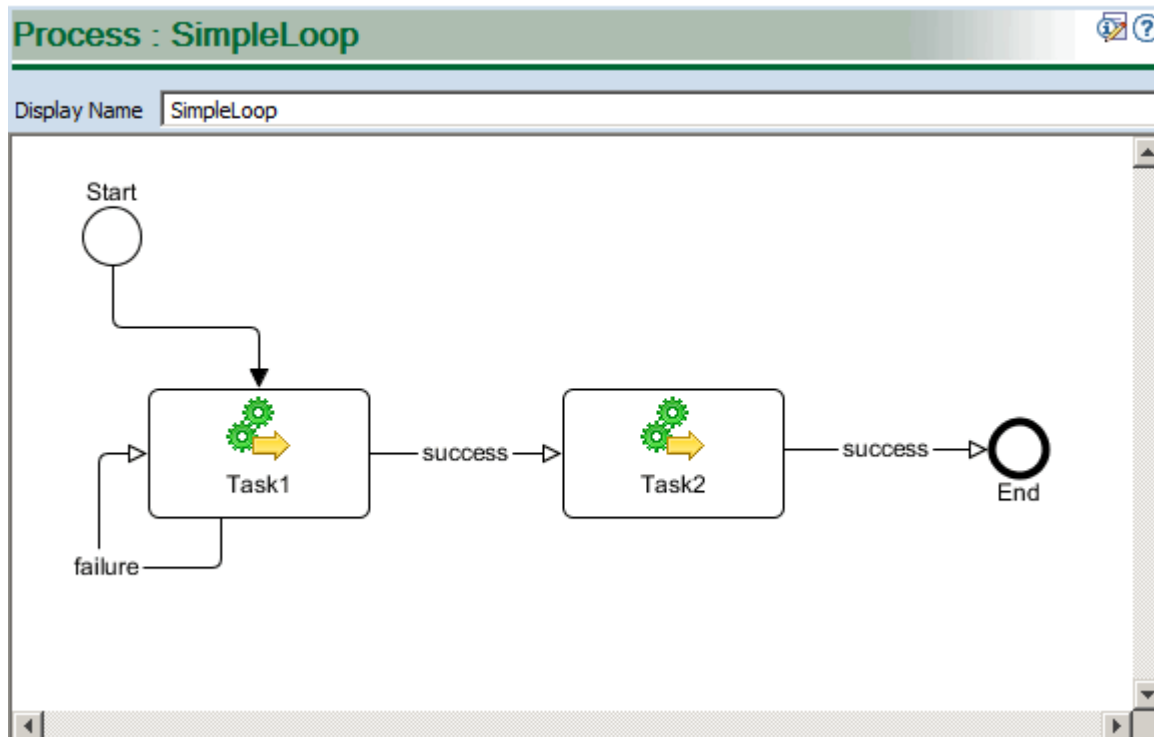 Process : SimpleLoop
Display Name SimpleLoop
Start
Task1
success
Task2
success
End
failure